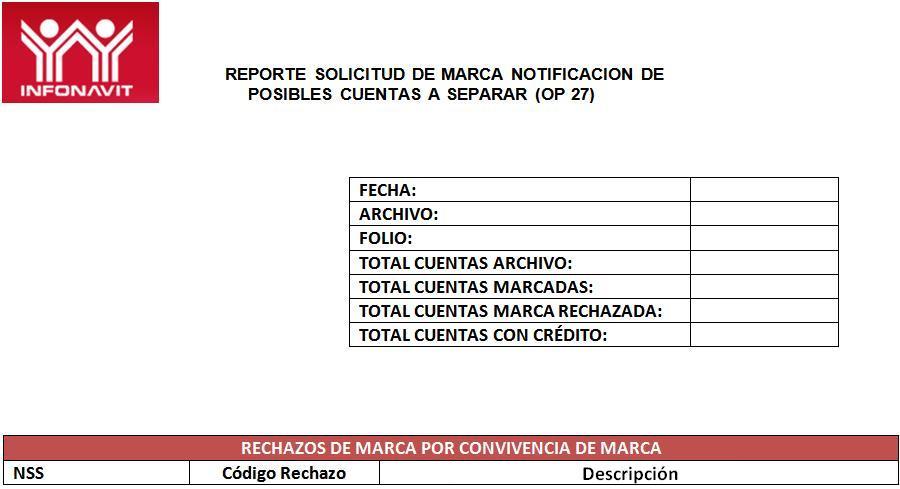 INFONAVIT
REPORTE SOLICITUD DE MARCA NOTIFICACION DE
POSIBLES CUENTAS A SEPARAR (OP 27)
FECHA:
ARCHIVO:
FOLIO:
TOTAL CUENTAS ARCHIVO:
TOTAL CUENTAS MARCADAS:
TOTAL CUENTAS MARCA RECHAZADA:
TOTAL CUENTAS CON CRÉDITO:
RECHAZOS DE MARCA POR CONVIVENCIA DE MARCA
NSS Código Rechazo Descripción